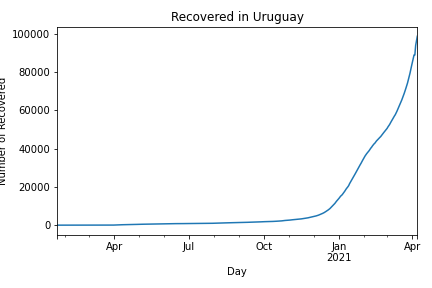 Recovered in Uruguay
100000
80000
60000
40000
20000
0
Number of Recovered
Apr
Jul
Oct
Jan
2021
Apr
Day